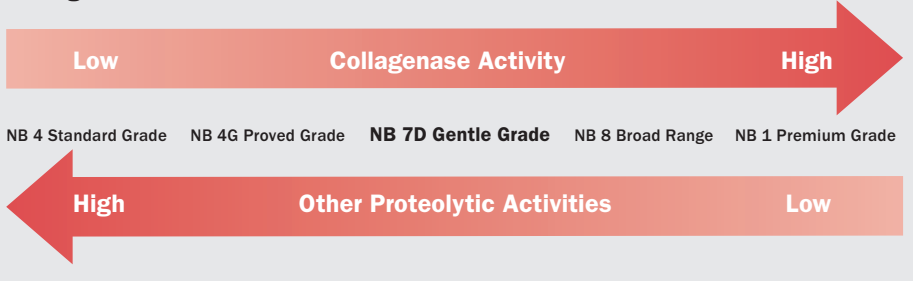 Low Collagenase Activity High
NB 4 Standard Grade NB 4G Proved Grade NB 7D Gentle Grade NB 8 Broad Range NB 1 Premium Grade
High Other Proteolytic Activities Low